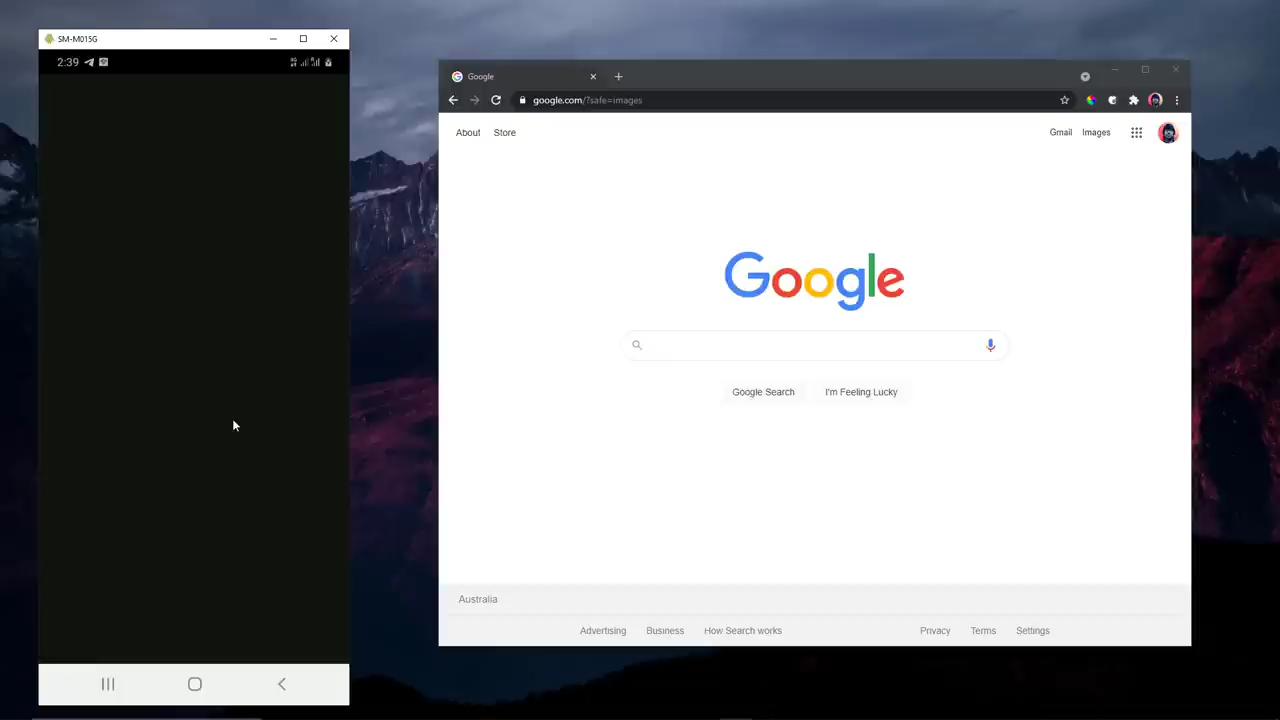 SM-M015G
2:39
Google
google.com/?safe=images
About
Store
Gmail
Images
Google
Google Search
I'm Feeling Lucky
Australia
Advertising
Business
How Search works
Privacy
Terms
Settings